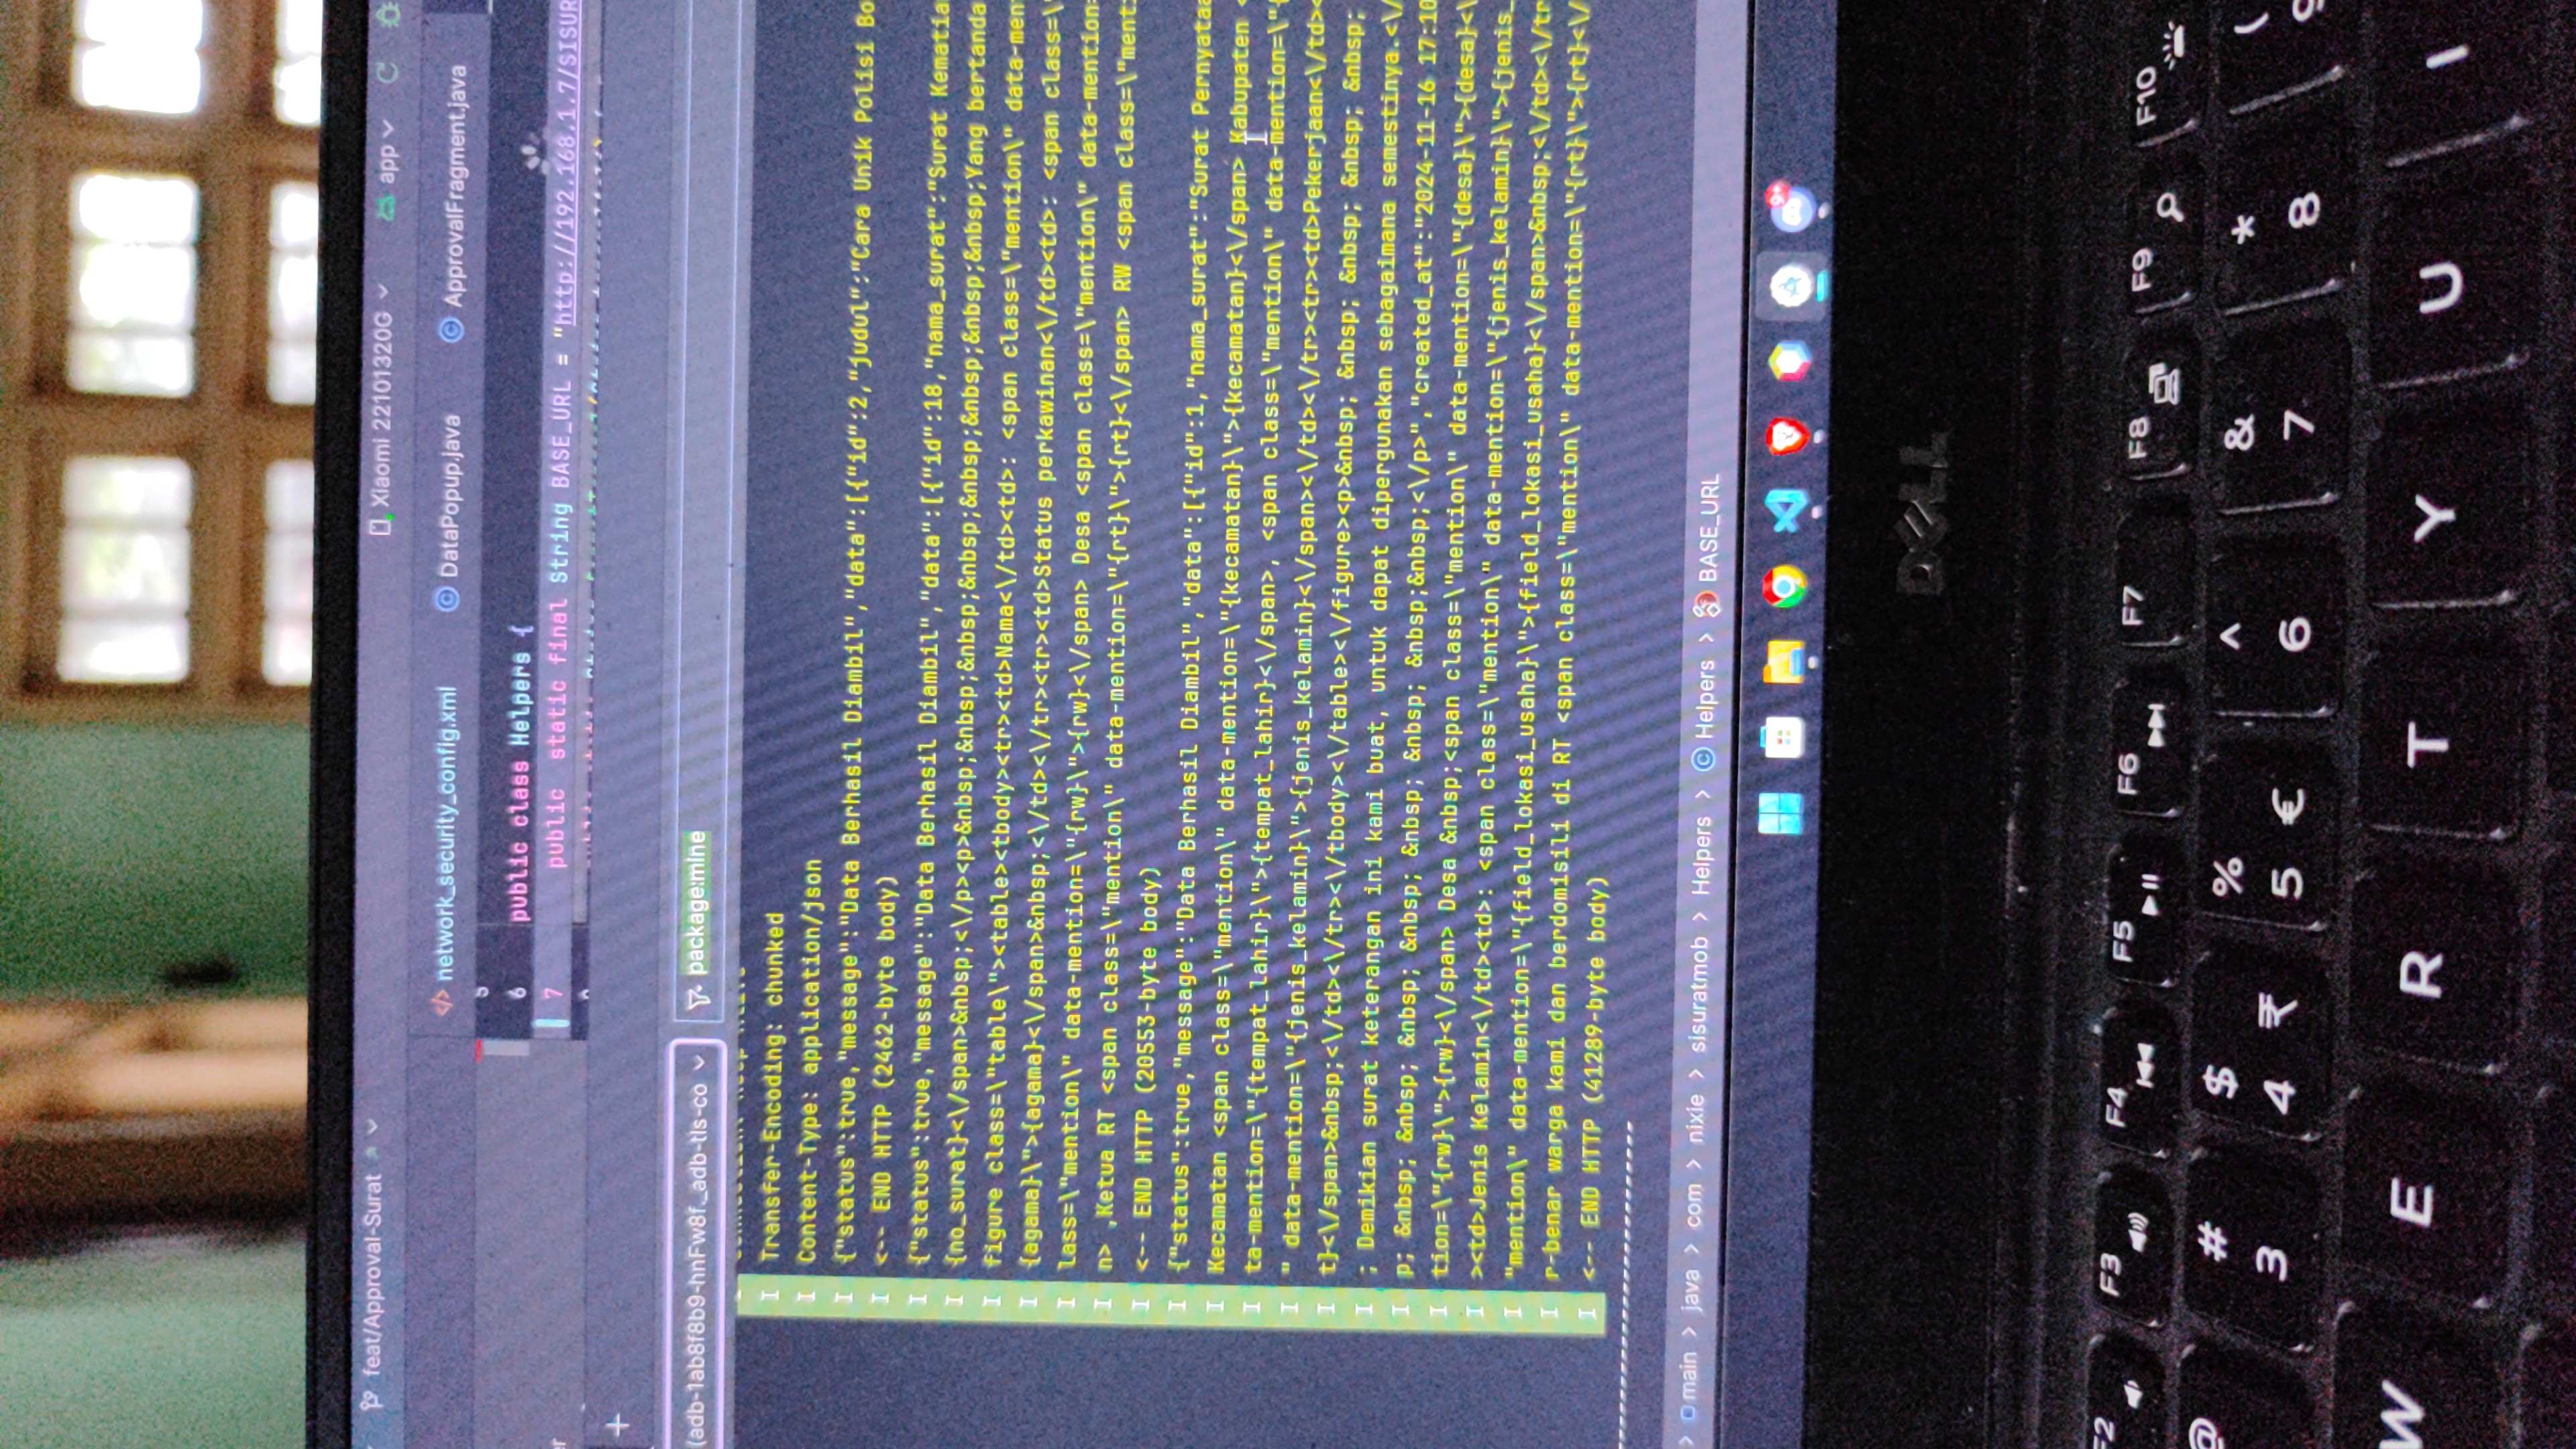 feat/Approval-Surat
Xiaomi 22101320G
app
network_security_config.xml
DataPopup.java
ApprovalFragment.java
5
6 public class Helpers {
er
7 public static final String BASE_URL = "http://192.168.1.7/SISUR
+
(adb-1ab8f8b9-hnFw8f._adb-tls-co
package:mine
I Transfer-Encoding: chunked
I Content-Type: application/json
I {"status":true,"message":"Data Berhasil Diambil","data":[{"id":2,"judul":"Cara Unik Polisi Bo
I <-- END HTTP (2462-byte body)
I {"status":true,"message":"Data Berhasil Diambil","data":[{"id":18,"nama_surat":"Surat Kematia
I {no_surat}<\/span>&nbsp;<\/p><p>&nbsp;&nbsp;&nbsp;&nbsp;&nbsp;&nbsp;&nbsp;&nbsp;Yang bertanda
I figure class=\"table\"><table><tbody><tr><td>Nama<\/td><td>: <span class=\"mention\" data-men
I {agama}\">{agama}<\/span>&nbsp;<\/td><\/tr><tr><td>Status perkawinan<\/td><td>: <span class=\"
I lass=\"mention\" data-mention=\"{rw}\">{rw}<\/span> Desa <span class=\"mention\" data-mention=
I n> ,Ketua RT <span class=\"mention\" data-mention=\"{rt}\">{rt}<\/span> RW <span class=\"menti
I <-- END HTTP (20553-byte body)
I {"status":true,"message":"Data Berhasil Diambil","data":[{"id":1,"nama_surat":"Surat Pernyataa
I Kecamatan <span class=\"mention\" data-mention=\"{kecamatan}\">{kecamatan}<\/span> Kabupaten <
I ta-mention=\"{tempat_lahir}\">{tempat_lahir}<\/span>, <span class=\"mention\" data-mention=\"{
I " data-mention=\"{jenis_kelamin}\">{jenis_kelamin}<\/span><\/td><\/tr><tr><td>Pekerjaan<\/td><
I t}<\/span>&nbsp;<\/td><\/tr><\/tbody><\/table><\/figure><p>&nbsp; &nbsp; &nbsp; &nbsp; &nbsp;
I ; Demikian surat keterangan ini kami buat, untuk dapat dipergunakan sebagaimana semestinya.<\/
I p; &nbsp; &nbsp; &nbsp; &nbsp; &nbsp; &nbsp; &nbsp;&nbsp;<\/p>","created_at":"2024-11-16 17:10
I tion=\"{rw}\">{rw}<\/span> Desa &nbsp;<span class=\"mention\" data-mention=\"{desa}\">{desa}<\
I ><td>Jenis Kelamin<\/td><td>: <span class=\"mention\" data-mention=\"{jenis_kelamin}\">{jenis_
I "mention\" data-mention=\"{field_lokasi_usaha}\">{field_lokasi_usaha}<\/span>&nbsp;<\/td><\/tr
I r-benar warga kami dan berdomisili di RT <span class=\"mention\" data-mention=\"{rt}\">{rt}<\/
I <-- END HTTP (41289-byte body)
> main > java > com > nixie > sisuratmob > Helpers > Helpers > BASE_URL
9+
DELL
F2 F3 F4 F5 F6 F7 F8 F9 F10
@ # $ % ^ & * (
3 4 ₹ 5 € 6 7 8 9
W E R T Y U I